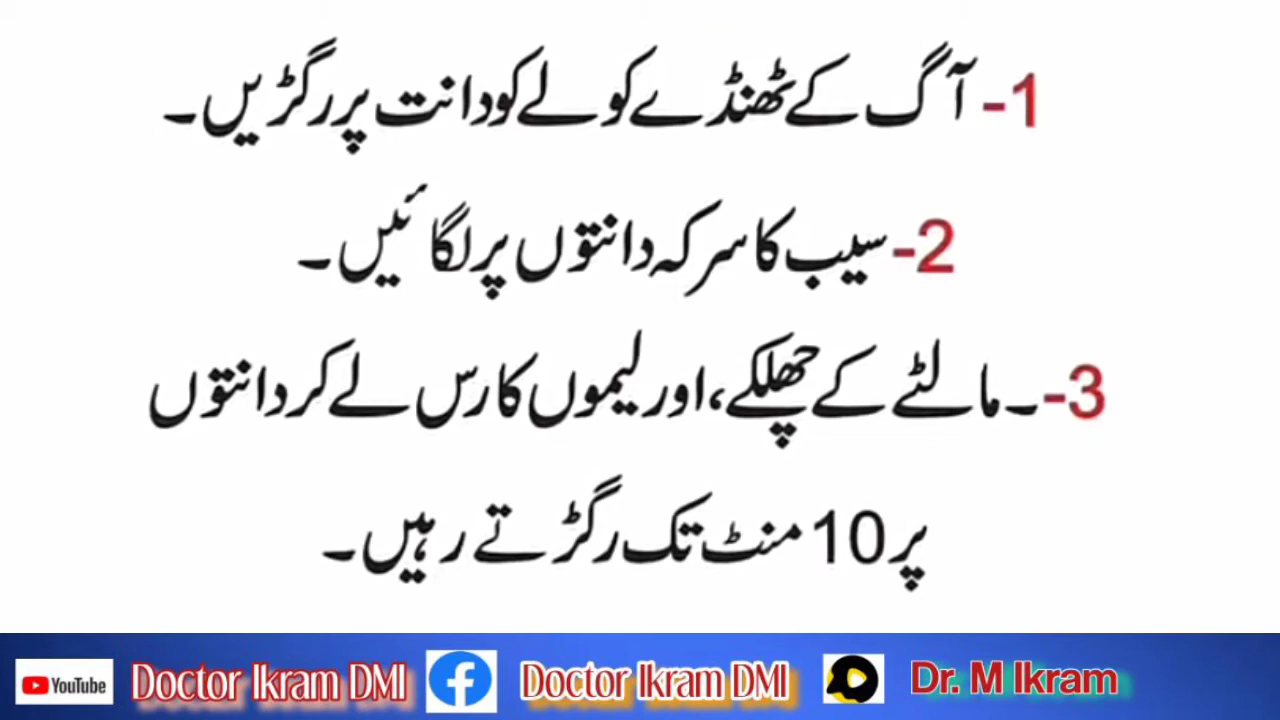 1- آگ کے ٹھنڈے کولے کو دانت پر رگڑیں۔
2- سیب کا سرکہ دانتوں پر لگائیں۔
3-۔ مالٹے کے چھلکے، اور لیموں کا رس لے کر دانتوں
پر 10 منٹ تک رگڑتے رہیں۔
YouTube Doctor Ikram DMI Doctor Ikram DMI Dr. M Ikram